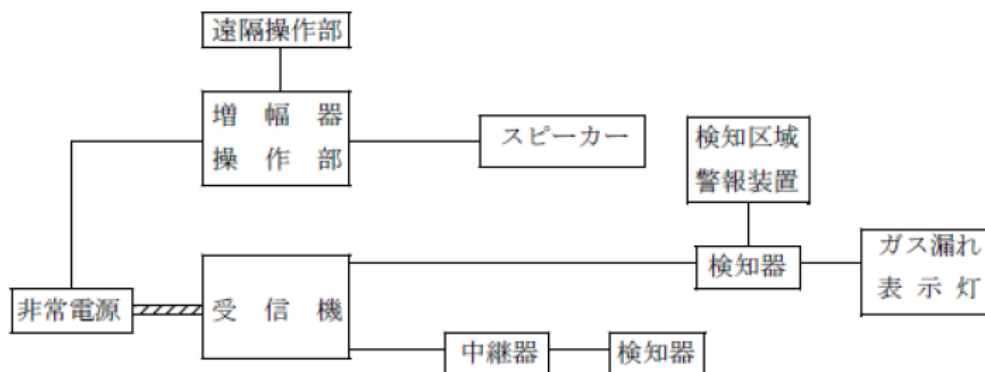 遠隔操作部
増幅器
操作部
スピーカー
検知区域
警報装置
検知器
ガス漏れ
表示灯
非常電源
受信機
中継器
検知器